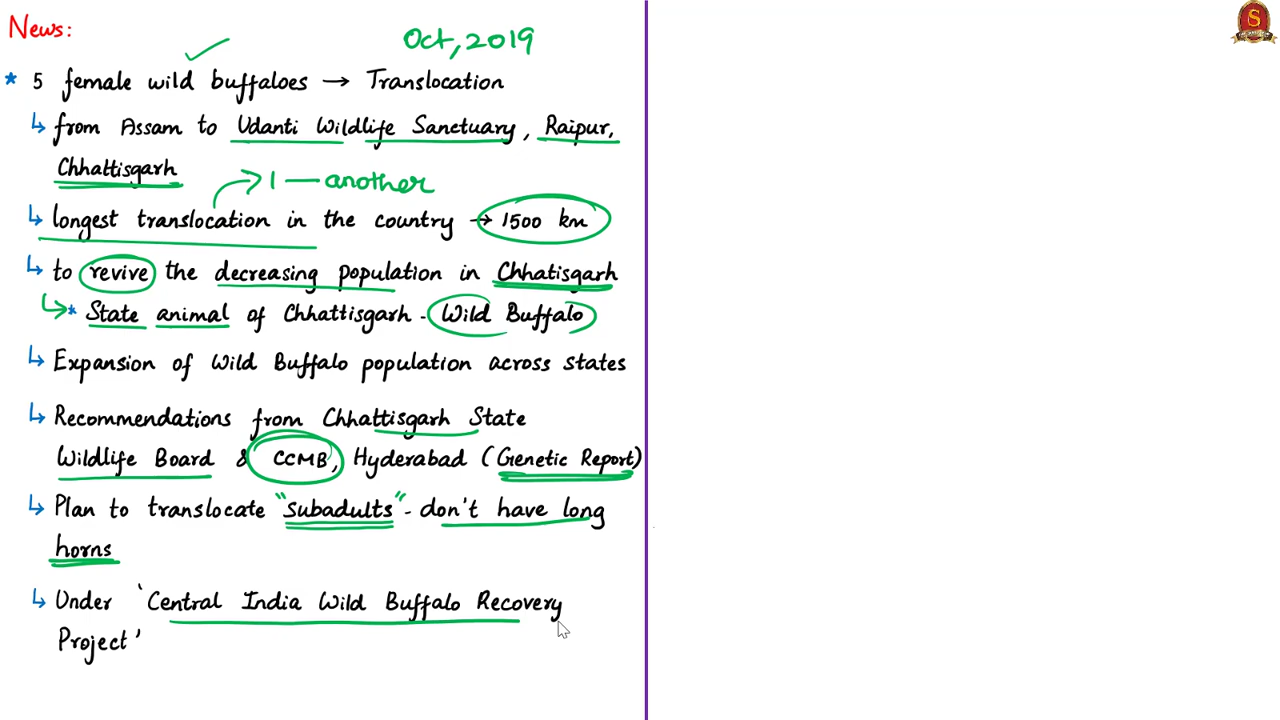 News:
Oct, 2019
* 5 female wild buffaloes → Translocation
↳ from Assam to Udanti Wildlife Sanctuary, Raipur,
Chhattisgarh
→ 1 — another
↳ longest translocation in the country → 1500 km
↳ to revive the decreasing population in Chhatisgarh
↳ * State animal of Chhattisgarh - Wild Buffalo
↳ Expansion of Wild Buffalo population across states
↳ Recommendations from Chhattisgarh State
Wildlife Board & CCMB, Hyderabad (Genetic Report)
↳ Plan to translocate "subadults" - don't have long
horns
↳ Under 'Central India Wild Buffalo Recovery
Project'
S